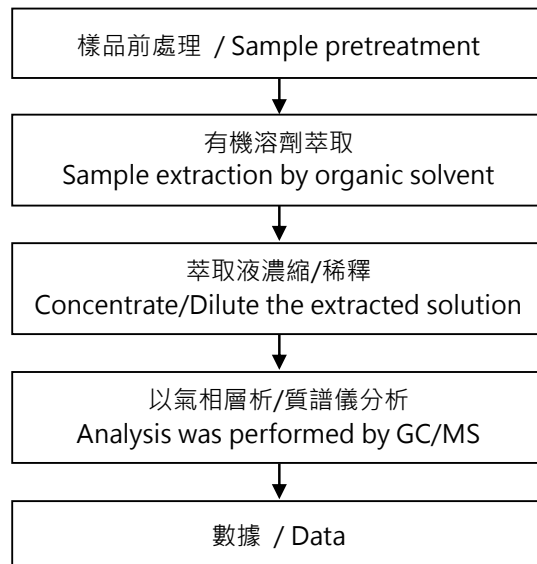 樣品前處理 / Sample pretreatment
有機溶劑萃取
Sample extraction by organic solvent
萃取液濃縮/稀釋
Concentrate/Dilute the extracted solution
以氣相層析/質譜儀分析
Analysis was performed by GC/MS
數據 / Data